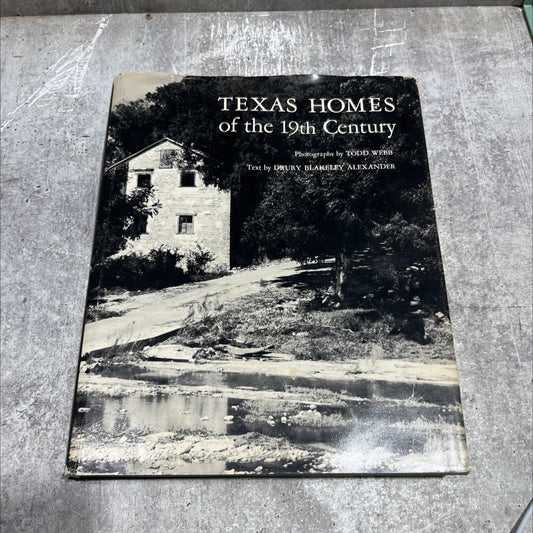 TEXAS HOMES
of the 19th Century
Photographs by TODD WEBB
Text by DRURY BLAKELEY ALEXANDER